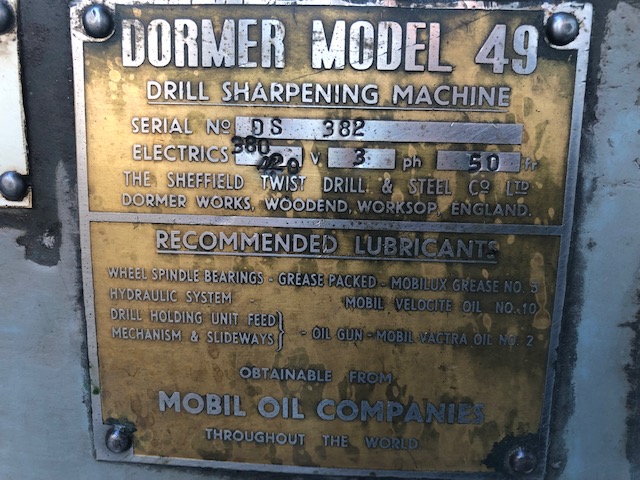 DORMER MODEL 49
DRILL SHARPENING MACHINE
SERIAL Nº DS 382
ELECTRICS 380 420 V. 3 ph 50 fr
THE SHEFFIELD TWIST DRILL & STEEL Cº LTD
DORMER WORKS, WOODEND, WORKSOP, ENGLAND.
RECOMMENDED LUBRICANTS
WHEEL SPINDLE BEARINGS - GREASE PACKED - MOBILUX GREASE NO.
HYDRAULIC SYSTEM MOBIL VELOCITE OIL NO. 10
DRILL HOLDING UNIT FEED
MECHANISM & SLIDEWAYS} - OIL GUN - MOBIL VACTRA OIL NO. 2
OBTAINABLE FROM
MOBIL OIL COMPANIES
THROUGHOUT THE WORLD